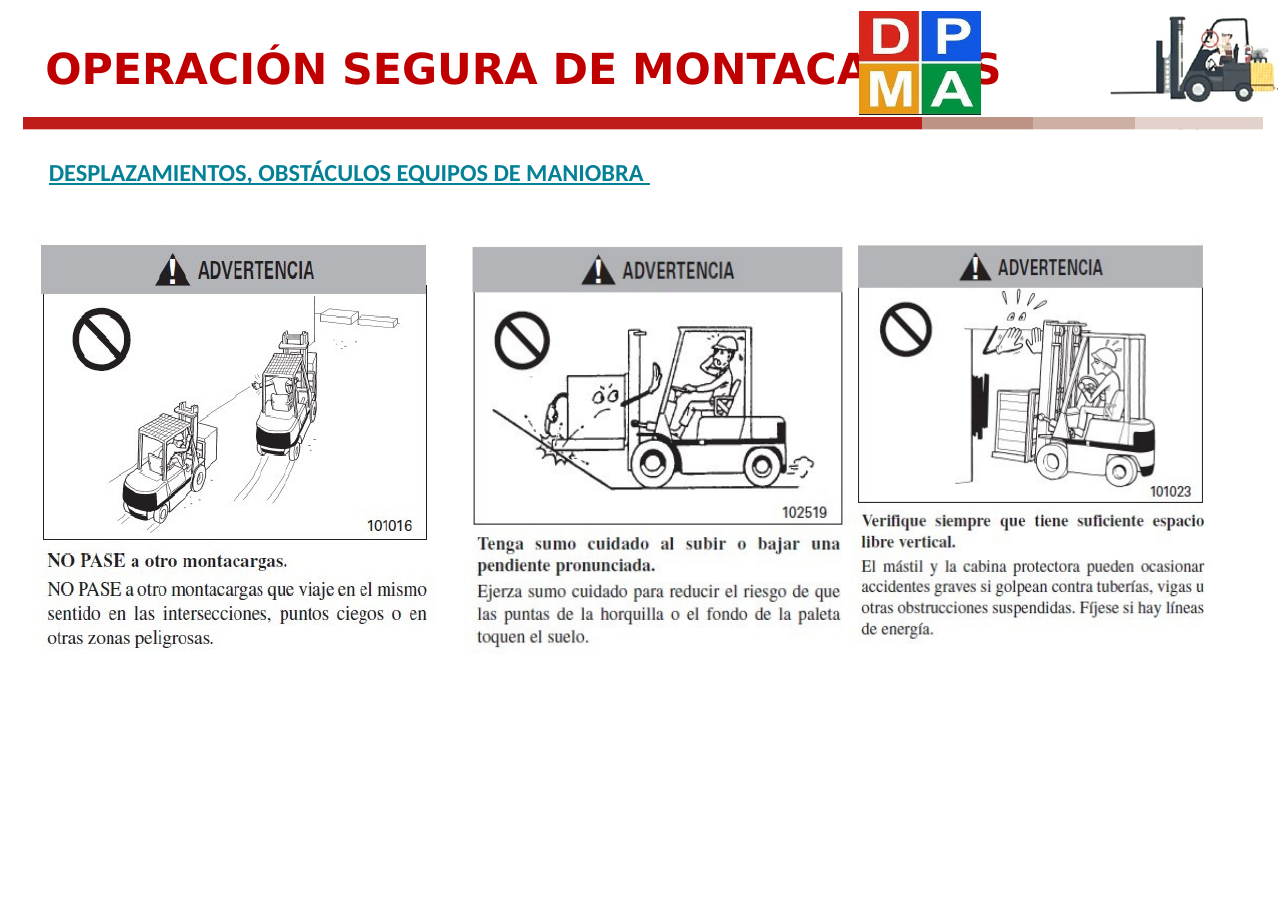 OPERACIÓN SEGURA DE MONTACA S
D P
M A
DESPLAZAMIENTOS, OBSTÁCULOS EQUIPOS DE MANIOBRA
ADVERTENCIA
101016
NO PASE a otro montacargas.
NO PASE a otro montacargas que viaje en el mismo
sentido en las intersecciones, puntos ciegos o en
otras zonas peligrosas.
ADVERTENCIA
102519
Tenga sumo cuidado al subir o bajar una
pendiente pronunciada.
Ejerza sumo cuidado para reducir el riesgo de que
las puntas de la horquilla o el fondo de la paleta
toquen el suelo.
ADVERTENCIA
101023
Verifique siempre que tiene suficiente espacio
libre vertical.
El mástil y la cabina protectora pueden ocasionar
accidentes graves si golpean contra tuberías, vigas u
otras obstrucciones suspendidas. Fíjese si hay líneas
de energía.